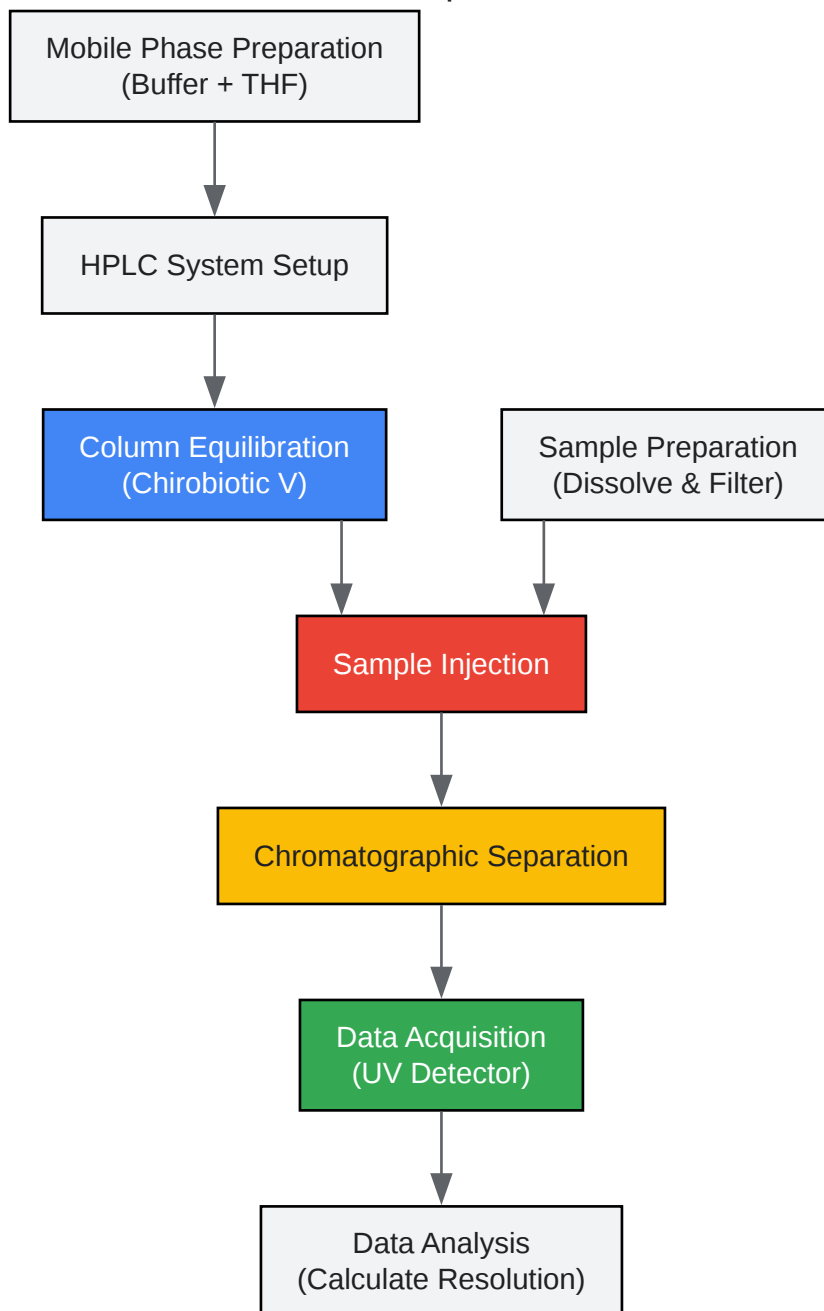 Mobile Phase Preparation
(Buffer + THF)
HPLC System Setup
Column Equilibration
(Chirobiotic V)
Sample Preparation
(Dissolve & Filter)
Sample Injection
Chromatographic Separation
Data Acquisition
(UV Detector)
Data Analysis
(Calculate Resolution)